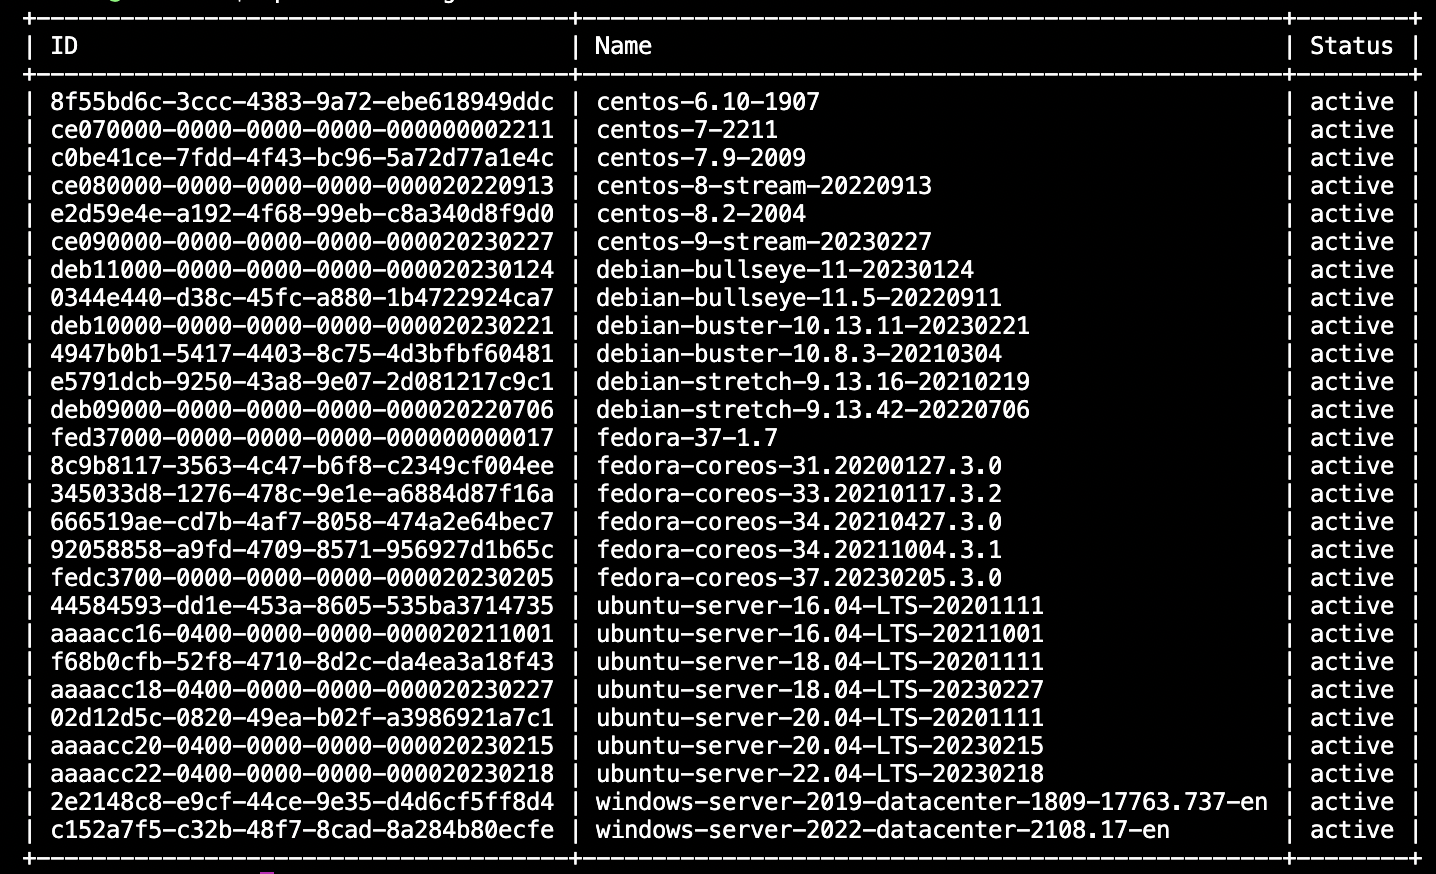 +--------------------------------------+---------------------------------------------------+--------+
| ID | Name | Status |
+--------------------------------------+---------------------------------------------------+--------+
| 8f55bd6c-3ccc-4383-9a72-ebe618949ddc | centos-6.10-1907 | active |
| ce070000-0000-0000-0000-000000002211 | centos-7-2211 | active |
| c0be41ce-7fdd-4f43-bc96-5a72d77a1e4c | centos-7.9-2009 | active |
| ce080000-0000-0000-0000-000020220913 | centos-8-stream-20220913 | active |
| e2d59e4e-a192-4f68-99eb-c8a340d8f9d0 | centos-8.2-2004 | active |
| ce090000-0000-0000-0000-000020230227 | centos-9-stream-20230227 | active |
| deb11000-0000-0000-0000-000020230124 | debian-bullseye-11-20230124 | active |
| 0344e440-d38c-45fc-a880-1b4722924ca7 | debian-bullseye-11.5-20220911 | active |
| deb10000-0000-0000-0000-000020230221 | debian-buster-10.13.11-20230221 | active |
| 4947b0b1-5417-4403-8c75-4d3bfbf60481 | debian-buster-10.8.3-20210304 | active |
| e5791dcb-9250-43a8-9e07-2d081217c9c1 | debian-stretch-9.13.16-20210219 | active |
| deb09000-0000-0000-0000-000020220706 | debian-stretch-9.13.42-20220706 | active |
| fed37000-0000-0000-0000-000000000017 | fedora-37-1.7 | active |
| 8c9b8117-3563-4c47-b6f8-c2349cf004ee | fedora-coreos-31.20200127.3.0 | active |
| 345033d8-1276-478c-9e1e-a6884d87f16a | fedora-coreos-33.20210117.3.2 | active |
| 666519ae-cd7b-4af7-8058-474a2e64bec7 | fedora-coreos-34.20210427.3.0 | active |
| 92058858-a9fd-4709-8571-956927d1b65c | fedora-coreos-34.20211004.3.1 | active |
| fedc3700-0000-0000-0000-000020230205 | fedora-coreos-37.20230205.3.0 | active |
| 44584593-dd1e-453a-8605-535ba3714735 | ubuntu-server-16.04-LTS-20201111 | active |
| aaaacc16-0400-0000-0000-000020211001 | ubuntu-server-16.04-LTS-20211001 | active |
| f68b0cfb-52f8-4710-8d2c-da4ea3a18f43 | ubuntu-server-18.04-LTS-20201111 | active |
| aaaacc18-0400-0000-0000-000020230227 | ubuntu-server-18.04-LTS-20230227 | active |
| 02d12d5c-0820-49ea-b02f-a3986921a7c1 | ubuntu-server-20.04-LTS-20201111 | active |
| aaaacc20-0400-0000-0000-000020230215 | ubuntu-server-20.04-LTS-20230215 | active |
| aaaacc22-0400-0000-0000-000020230218 | ubuntu-server-22.04-LTS-20230218 | active |
| 2e2148c8-e9cf-44ce-9e35-d4d6cf5ff8d4 | windows-server-2019-datacenter-1809-17763.737-en | active |
| c152a7f5-c32b-48f7-8cad-8a284b80ecfe | windows-server-2022-datacenter-2108.17-en | active |
+--------------------------------------+---------------------------------------------------+--------+